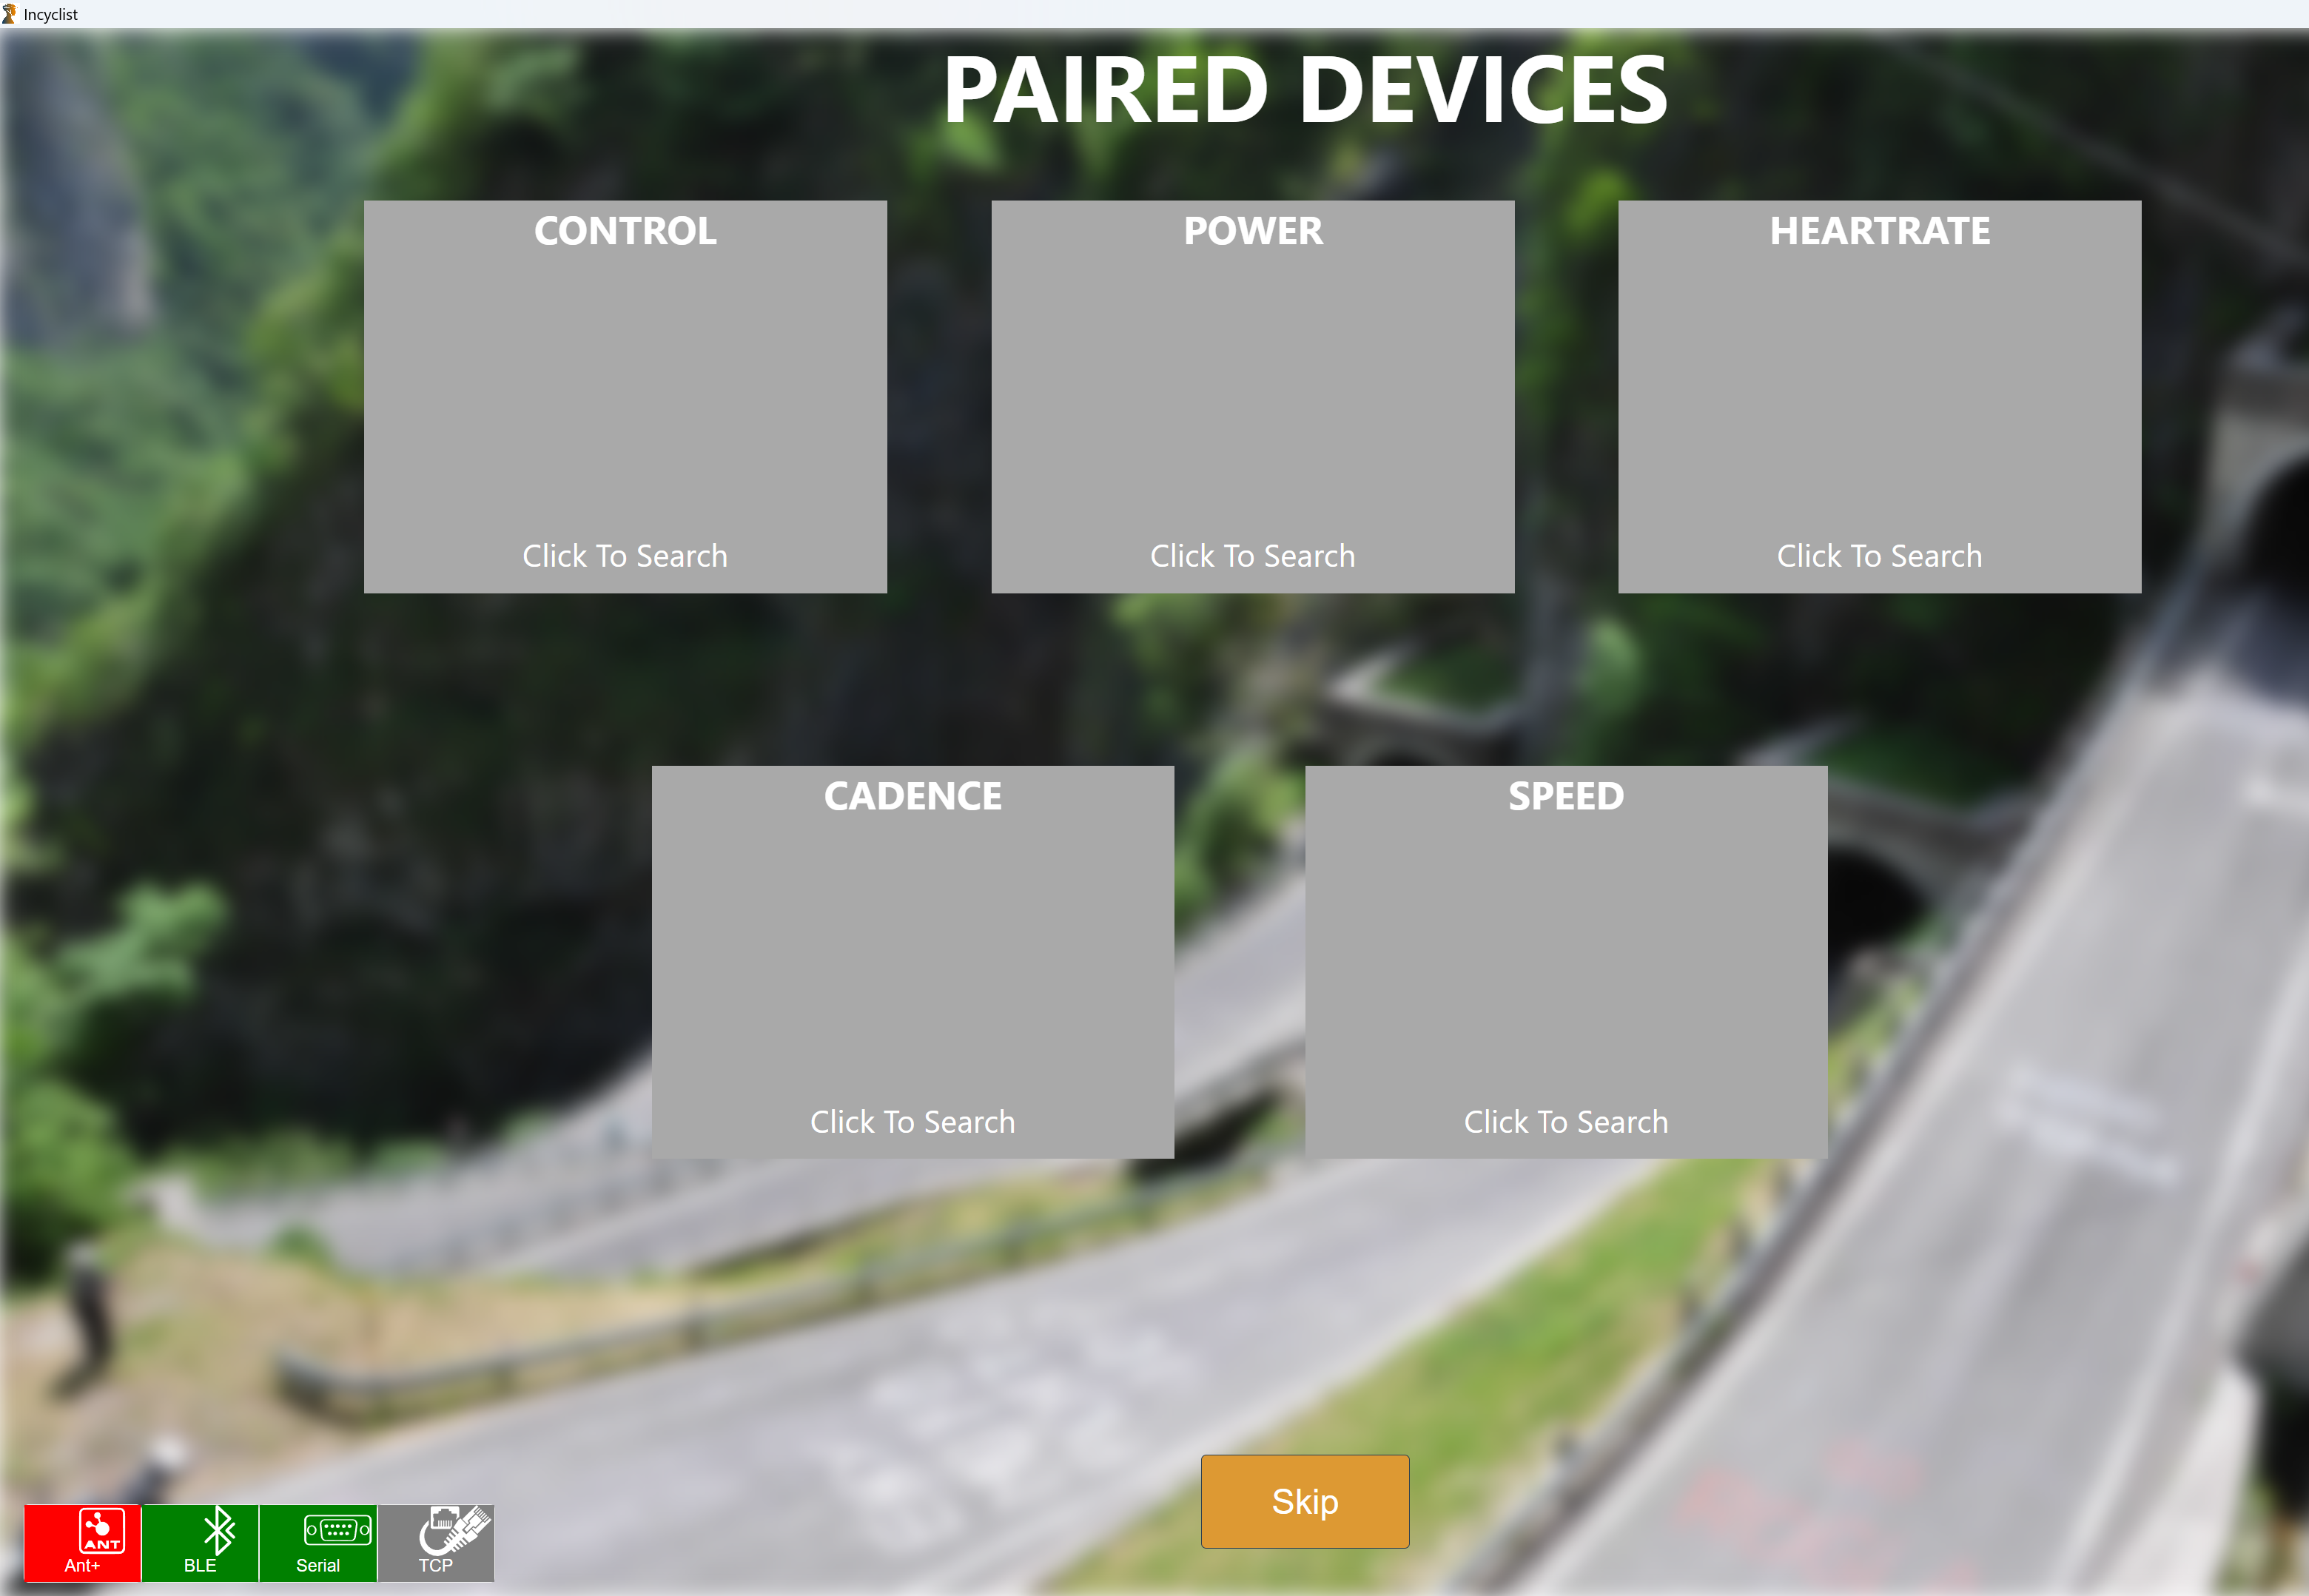 Incyclist
PAIRED DEVICES
CONTROL
Click To Search
POWER
Click To Search
HEARTRATE
Click To Search
CADENCE
Click To Search
SPEED
Click To Search
Skip
ANT
Ant+
BLE
Serial
TCP